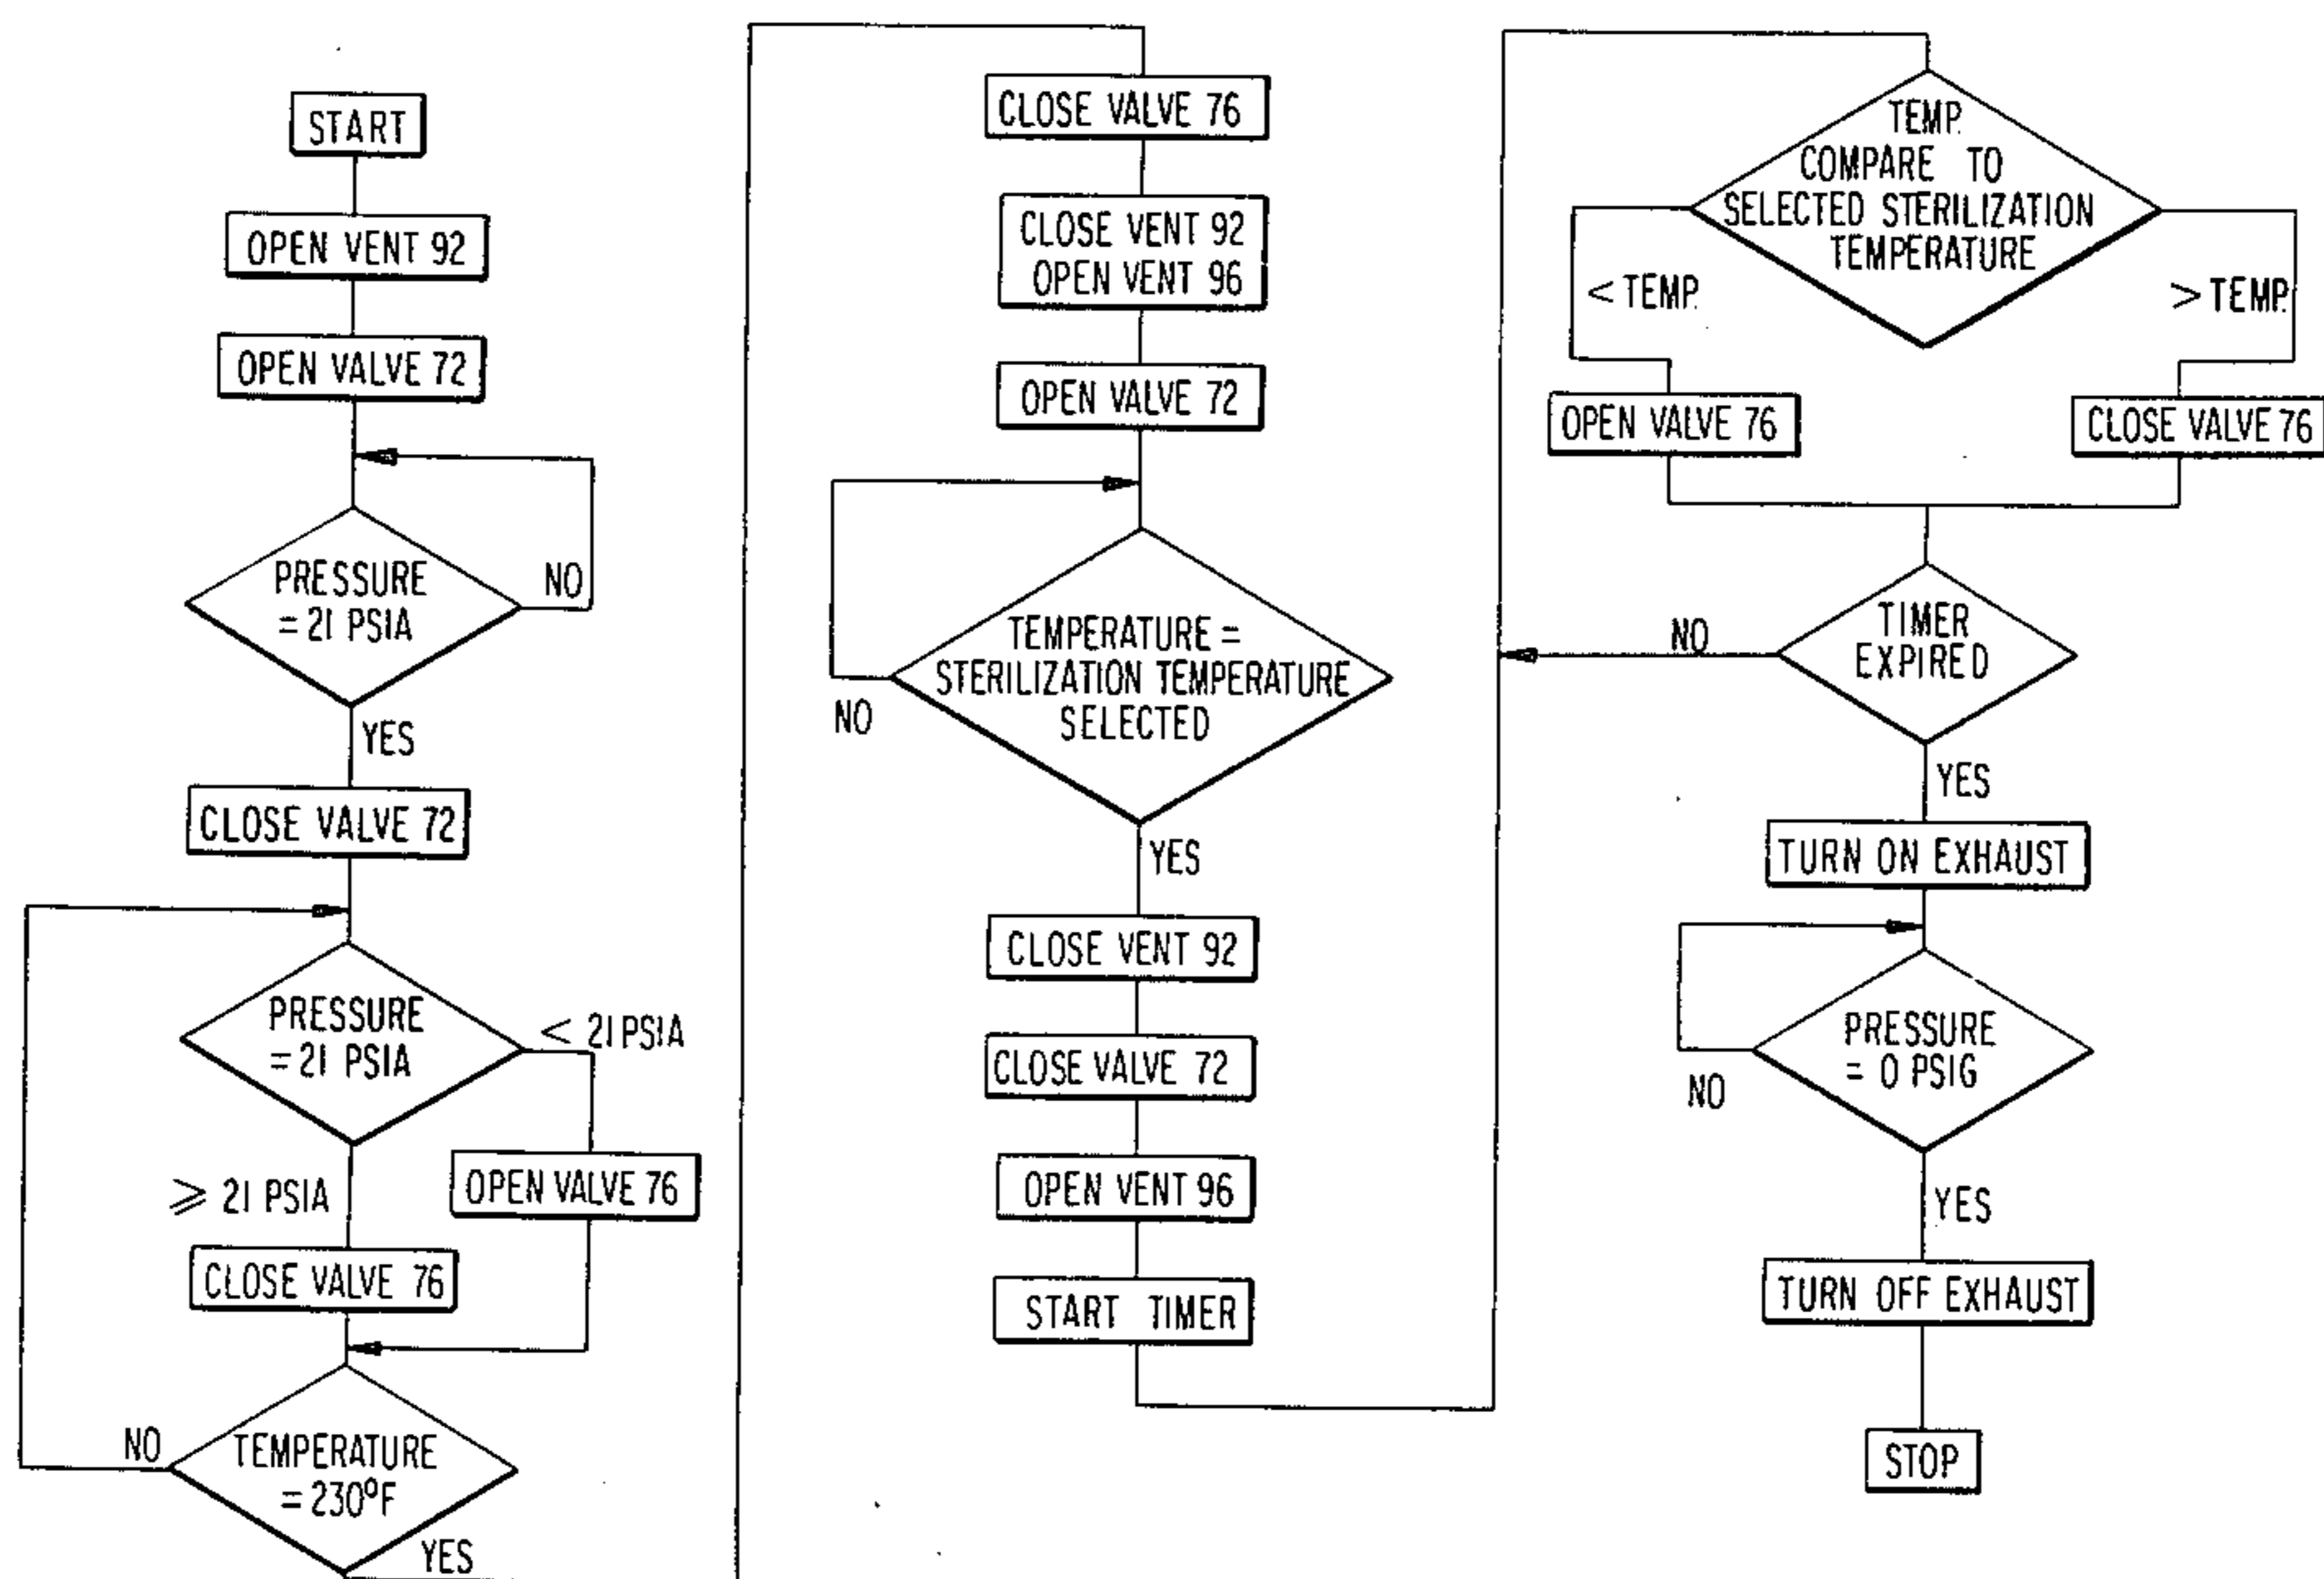 START
OPEN VENT 92
OPEN VALVE 72
PRESSURE
= 21 PSIA
NO
YES
CLOSE VALVE 72
PRESSURE
= 21 PSIA
< 21 PSIA
≥ 21 PSIA
OPEN VALVE 76
CLOSE VALVE 76
NO
TEMPERATURE
= 230°F
YES
CLOSE VALVE 76
CLOSE VENT 92
OPEN VENT 96
OPEN VALVE 72
TEMPERATURE =
STERILIZATION TEMPERATURE
SELECTED
NO
YES
CLOSE VENT 92
CLOSE VALVE 72
OPEN VENT 96
START TIMER
TEMP.
COMPARE TO
SELECTED STERILIZATION
TEMPERATURE
< TEMP.
> TEMP.
OPEN VALVE 76
CLOSE VALVE 76
NO
TIMER
EXPIRED
YES
TURN ON EXHAUST
PRESSURE
= 0 PSIG
NO
YES
TURN OFF EXHAUST
STOP